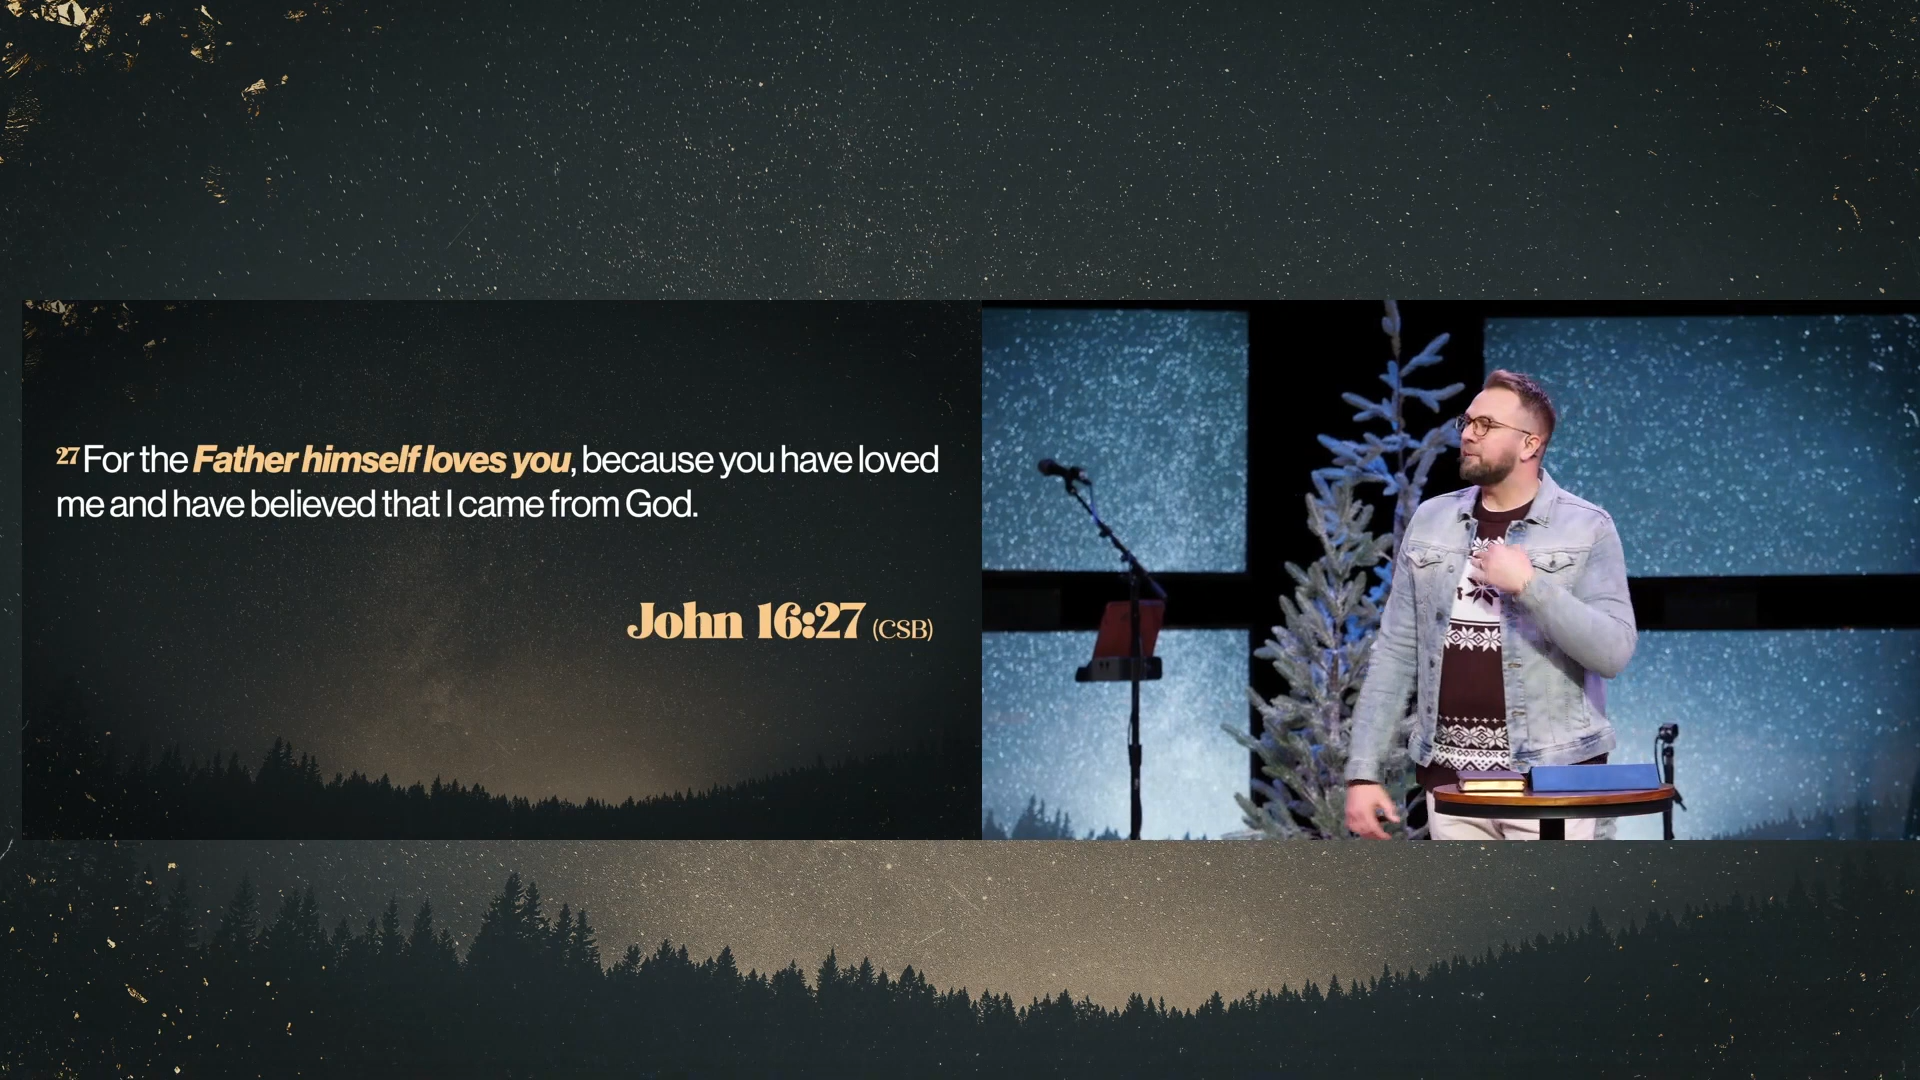 27 For the Father himself loves you, because you have loved
me and have believed that I came from God.
John 16:27 (CSB)